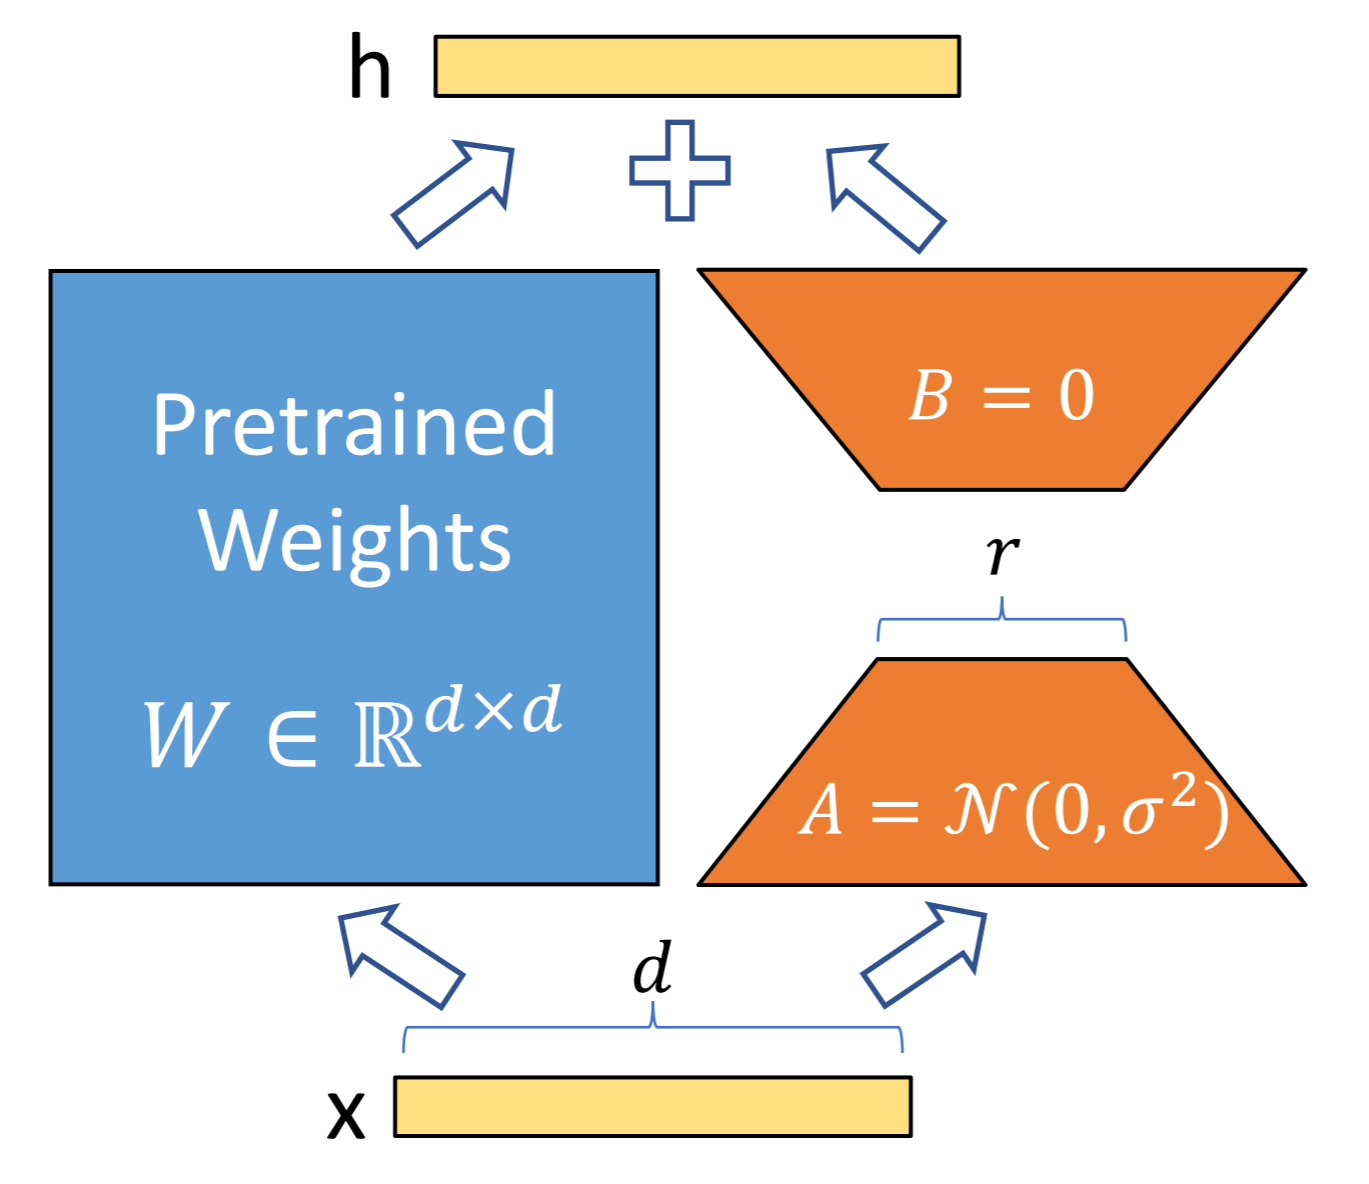 h
Pretrained
Weights
W ∈ ℝ^{d×d}
B = 0
r
A = 𝒩(0, σ²)
d
x